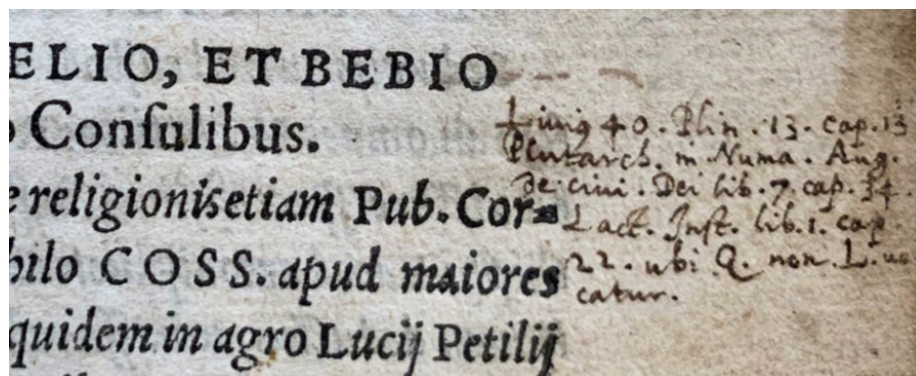 ELIO, ET BEBIO
Conſulibus.
religionis etiam Pub. Cor-
COSS. apud maiores
quidem in agro Lucij Petilij
Liuius 40. Plin. 13. cap. 13
Plutarch. in Numa. Aug.
de ciui. Dei lib. 7. cap. 34.
Lact. Inst. lib. 1. cap.
22. ubi Q. non L. uo
catur.